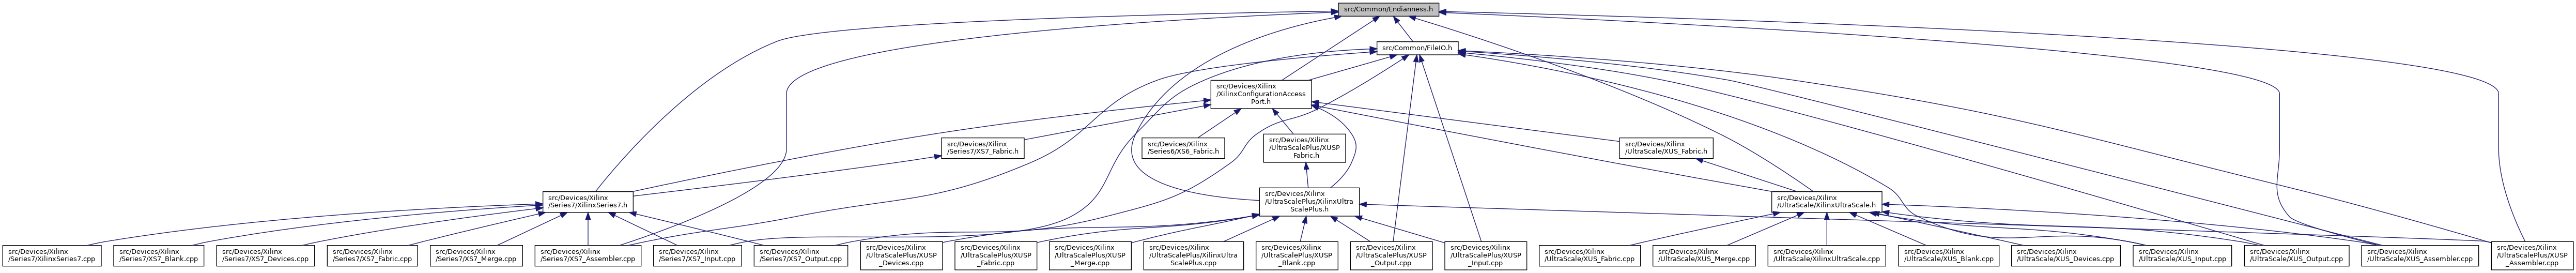 src/Common/Endianness.h
src/Common/FileIO.h
src/Devices/Xilinx
/XilinxConfigurationAccess
Port.h
src/Devices/Xilinx
/Series7/XS7_Fabric.h
src/Devices/Xilinx
/Series6/XS6_Fabric.h
src/Devices/Xilinx
/UltraScalePlus/XUSP
_Fabric.h
src/Devices/Xilinx
/UltraScale/XUS_Fabric.h
src/Devices/Xilinx
/Series7/XilinxSeries7.h
src/Devices/Xilinx
/UltraScalePlus/XilinxUltra
ScalePlus.h
src/Devices/Xilinx
/UltraScale/XilinxUltraScale.h
src/Devices/Xilinx
/Series7/XilinxSeries7.cpp
src/Devices/Xilinx
/Series7/XS7_Blank.cpp
src/Devices/Xilinx
/Series7/XS7_Devices.cpp
src/Devices/Xilinx
/Series7/XS7_Fabric.cpp
src/Devices/Xilinx
/Series7/XS7_Merge.cpp
src/Devices/Xilinx
/Series7/XS7_Assembler.cpp
src/Devices/Xilinx
/Series7/XS7_Input.cpp
src/Devices/Xilinx
/Series7/XS7_Output.cpp
src/Devices/Xilinx
/UltraScalePlus/XUSP
_Devices.cpp
src/Devices/Xilinx
/UltraScalePlus/XUSP
_Fabric.cpp
src/Devices/Xilinx
/UltraScalePlus/XUSP
_Merge.cpp
src/Devices/Xilinx
/UltraScalePlus/XilinxUltra
ScalePlus.cpp
src/Devices/Xilinx
/UltraScalePlus/XUSP
_Blank.cpp
src/Devices/Xilinx
/UltraScalePlus/XUSP
_Output.cpp
src/Devices/Xilinx
/UltraScalePlus/XUSP
_Input.cpp
src/Devices/Xilinx
/UltraScale/XUS_Fabric.cpp
src/Devices/Xilinx
/UltraScale/XUS_Merge.cpp
src/Devices/Xilinx
/UltraScale/XilinxUltraScale.cpp
src/Devices/Xilinx
/UltraScale/XUS_Blank.cpp
src/Devices/Xilinx
/UltraScale/XUS_Devices.cpp
src/Devices/Xilinx
/UltraScale/XUS_Input.cpp
src/Devices/Xilinx
/UltraScale/XUS_Output.cpp
src/Devices/Xilinx
/UltraScale/XUS_Assembler.cpp
src/Devices/Xilinx
/UltraScalePlus/XUSP
_Assembler.cpp